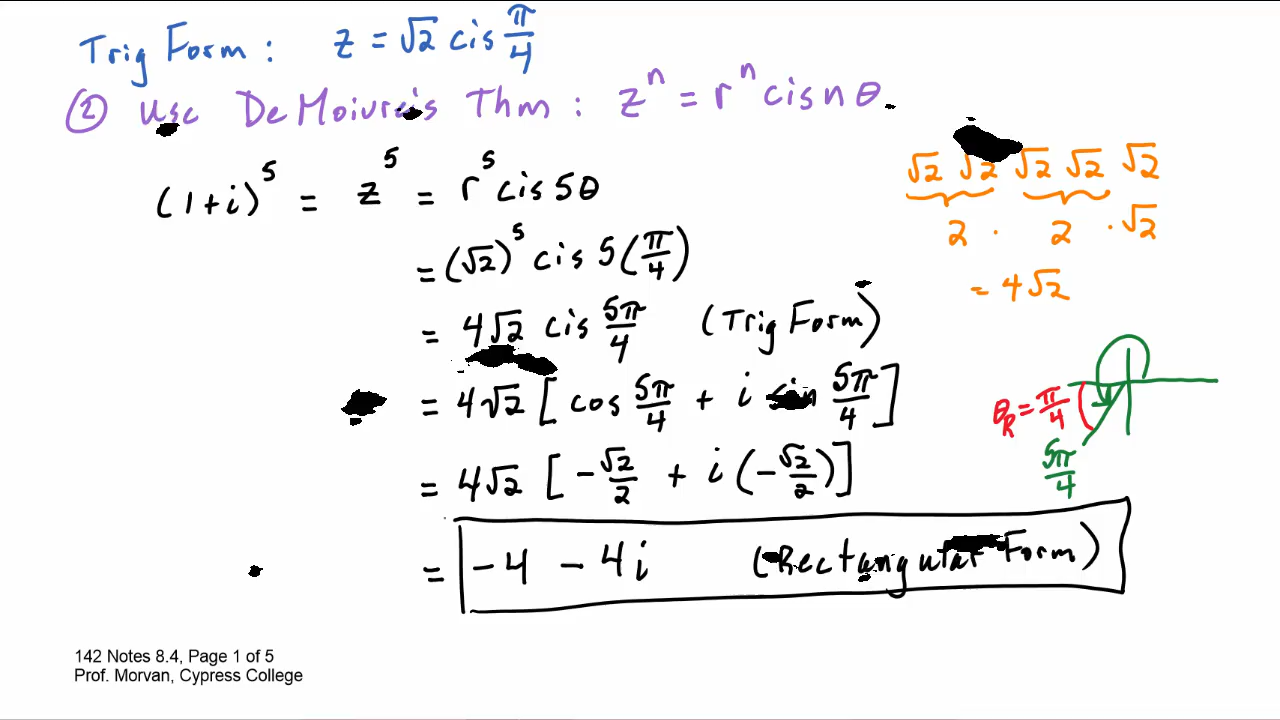 Trig Form: z = √2 cis π/4
② Use DeMoivre's Thm: zⁿ = rⁿ cis n θ
(1+i)⁵ = z⁵ = r⁵ cis 5θ
√2 √2 √2 √2 √2
2 · 2 · √2
= 4√2
= (√2)⁵ cis 5(π/4)
= 4√2 cis 5π/4 (Trig Form)
= 4√2 [cos 5π/4 + i sin 5π/4]
θR = π/4
5π/4
= 4√2 [-√2/2 + i(-√2/2)]
= -4 - 4i (Rectangular Form)
142 Notes 8.4, Page 1 of 5
Prof. Morvan, Cypress College